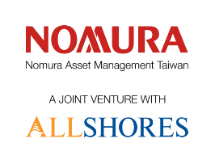 NOMURA
Nomura Asset Management Taiwan
A JOINT VENTURE WITH
ALLSHORES